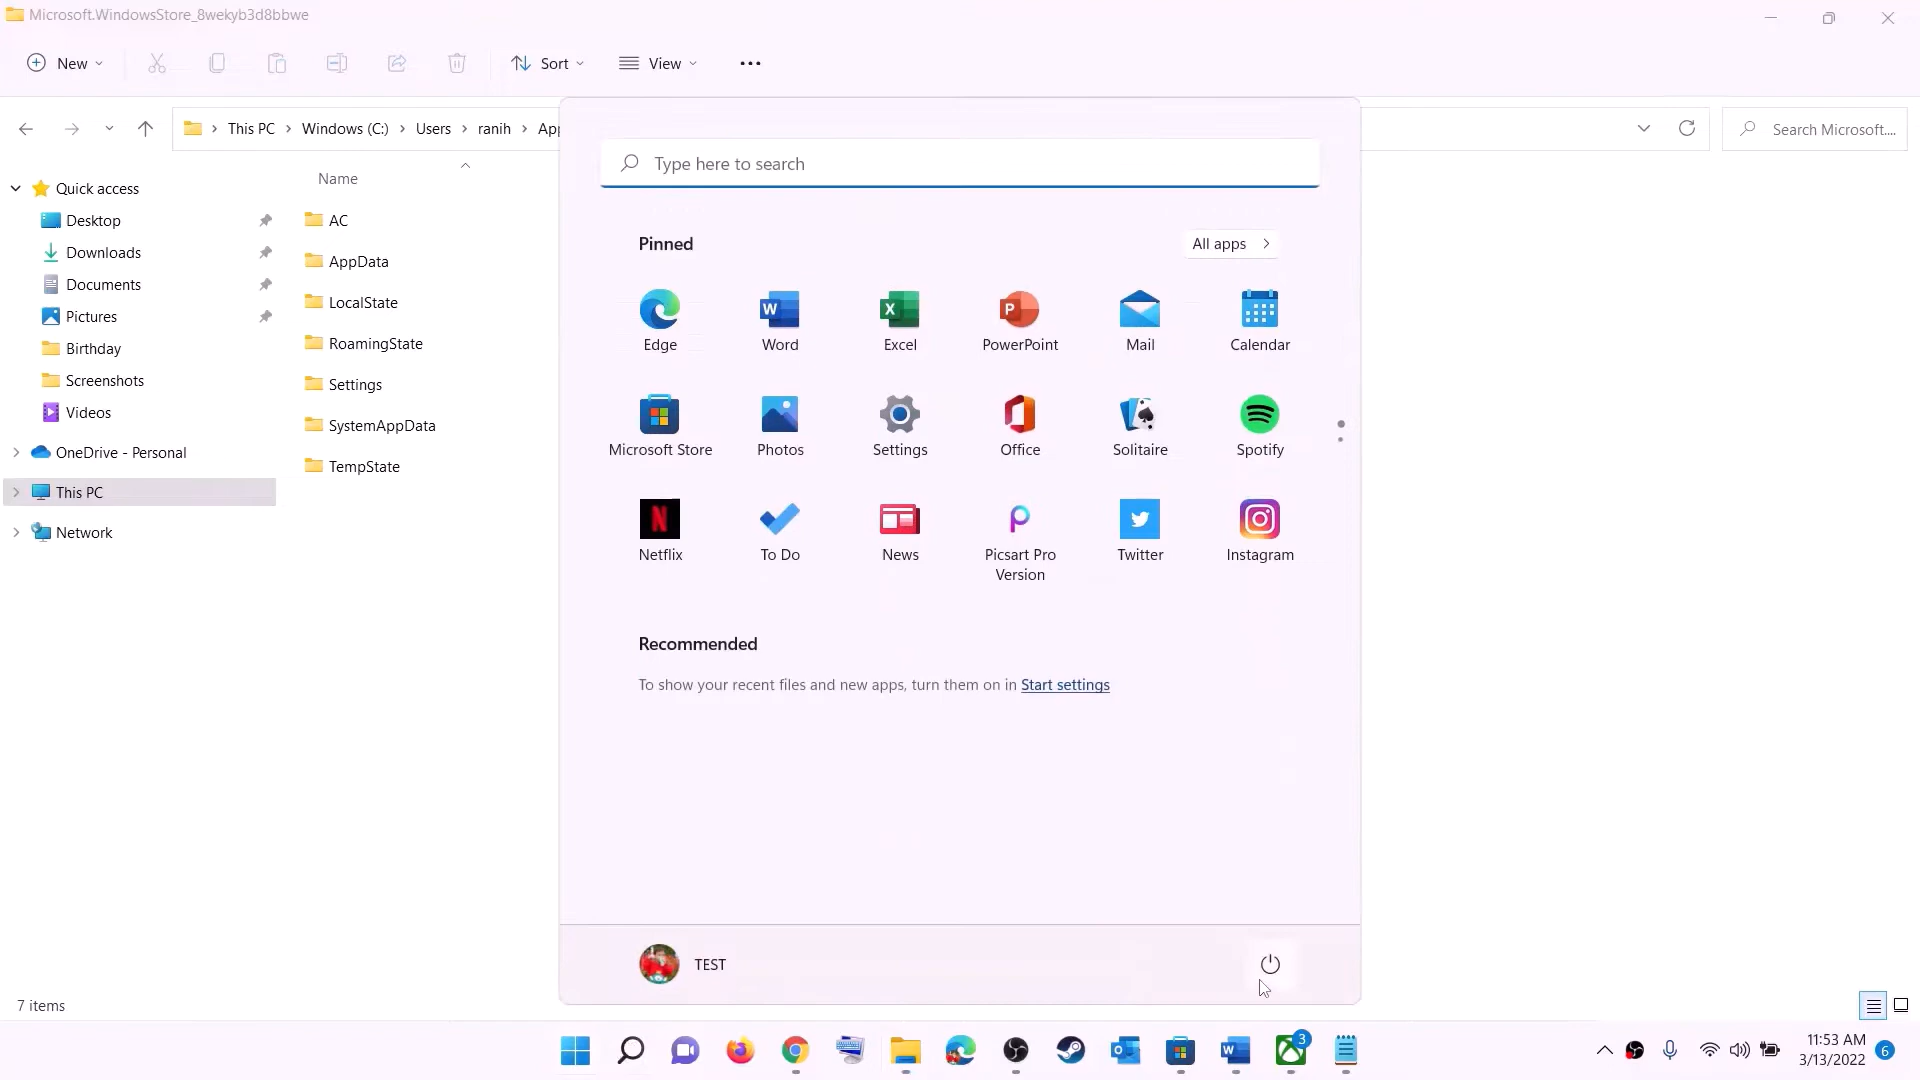 Microsoft.WindowsStore_8wekyb3d8bbwe
New
Sort
View
This PC
Windows (C:)
Users
ranih
App
Search Microsoft....
Quick access
Desktop
Downloads
Documents
Pictures
Birthday
Screenshots
Videos
OneDrive - Personal
This PC
Network
Name
AC
AppData
LocalState
RoamingState
Settings
SystemAppData
TempState
Type here to search
Pinned
All apps
Edge
Word
Excel
PowerPoint
Mail
Calendar
Microsoft Store
Photos
Settings
Office
Solitaire
Spotify
Netflix
To Do
News
Picsart Pro
Version
Twitter
Instagram
Recommended
To show your recent files and new apps, turn them on in Start settings
TEST
7 items
3
11:53 AM
3/13/2022
6